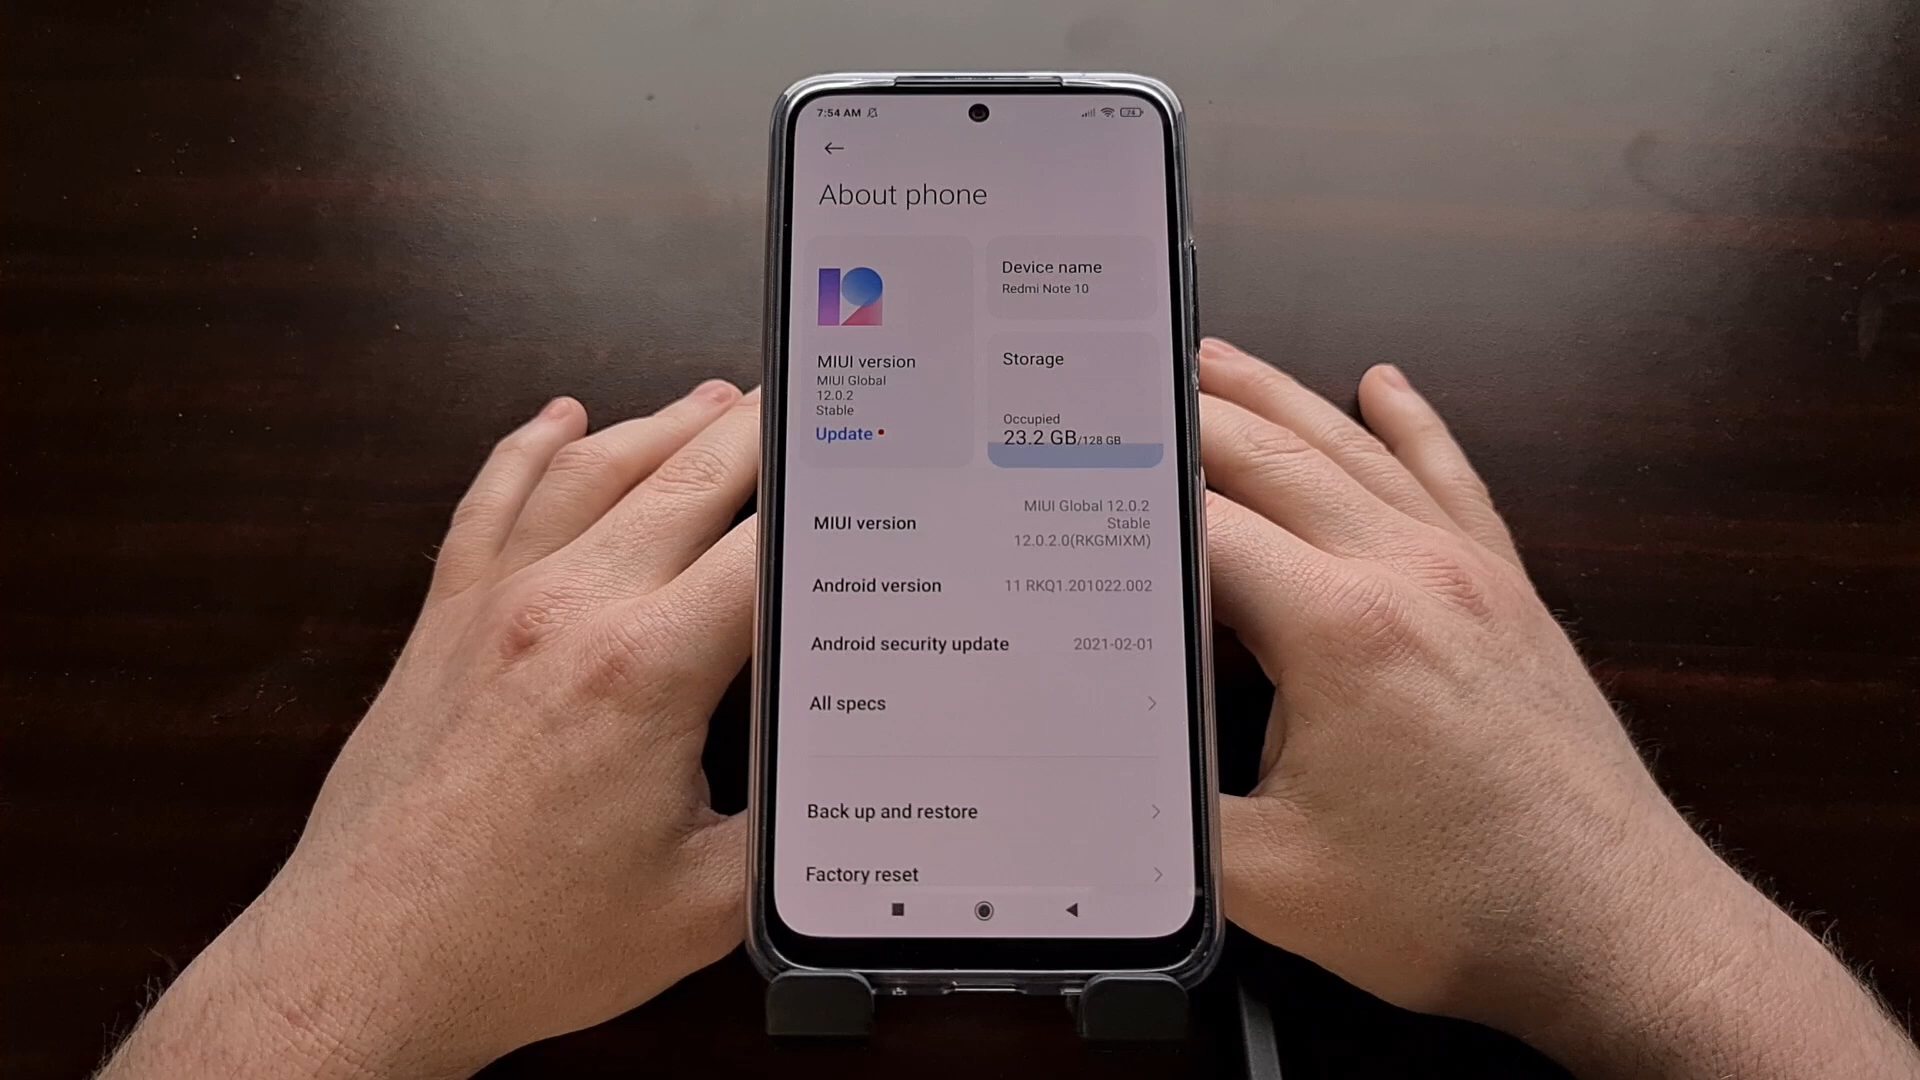 7:54 AM
24
About phone
12
MIUI version
MIUI Global
12.0.2
Stable
Update
Device name
Redmi Note 10
Storage
Occupied
23.2 GB/128 GB
MIUI version
MIUI Global 12.0.2
Stable
12.0.2.0(RKGMIXM)
Android version
11 RKQ1.201022.002
Android security update
2021-02-01
All specs
Back up and restore
Factory reset